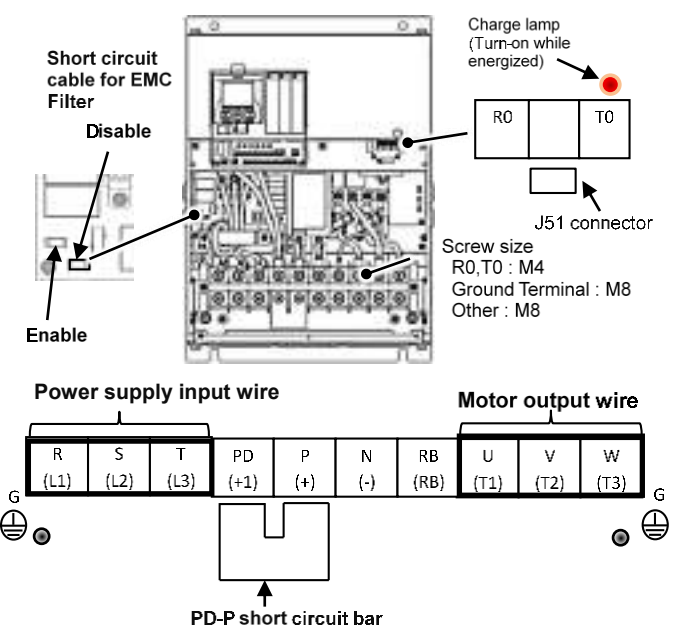 Short circuit
cable for EMC
Filter
Disable
Enable
Charge lamp
(Turn-on while
energized)
R0
T0
J51 connector
Screw size
R0,T0 : M4
Ground Terminal : M8
Other : M8
Power supply input wire
Motor output wire
R S T PD P N RB U V W
(L1) (L2) (L3) (+1) (+) (-) (RB) (T1) (T2) (T3)
G
G
PD-P short circuit bar